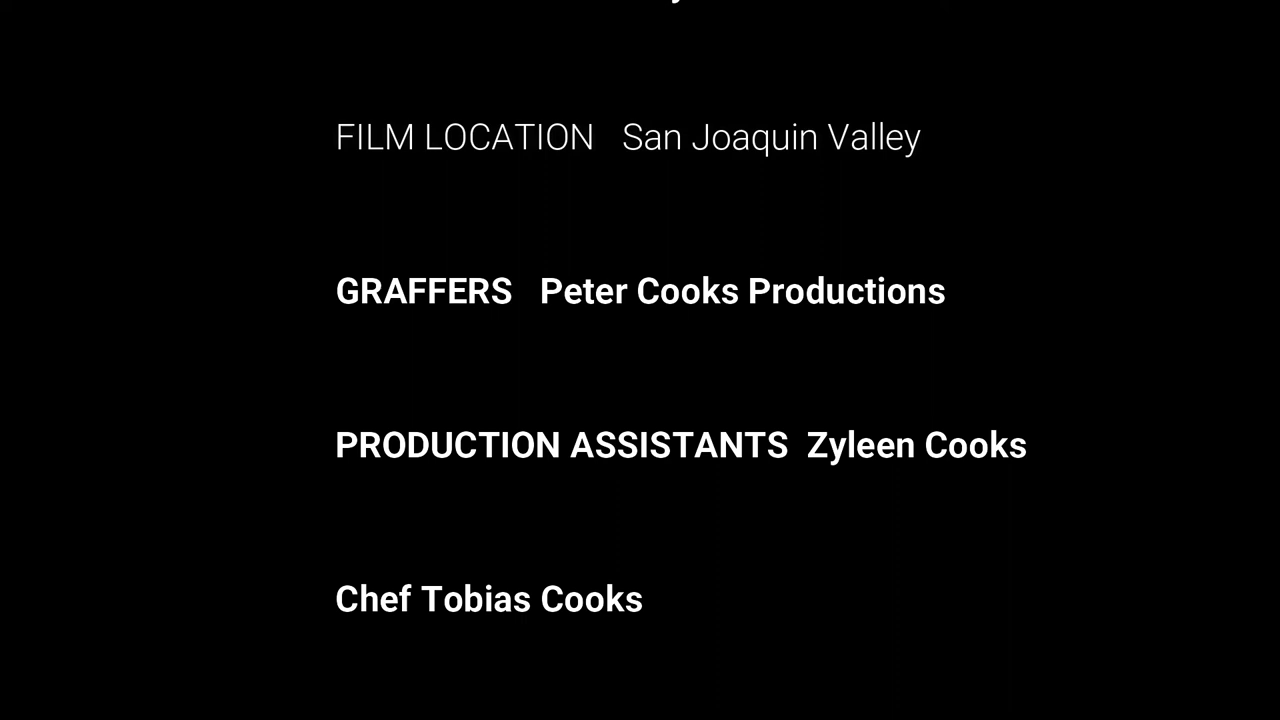 FILM LOCATION San Joaquin Valley
GRAFFERS Peter Cooks Productions
PRODUCTION ASSISTANTS Zyleen Cooks
Chef Tobias Cooks